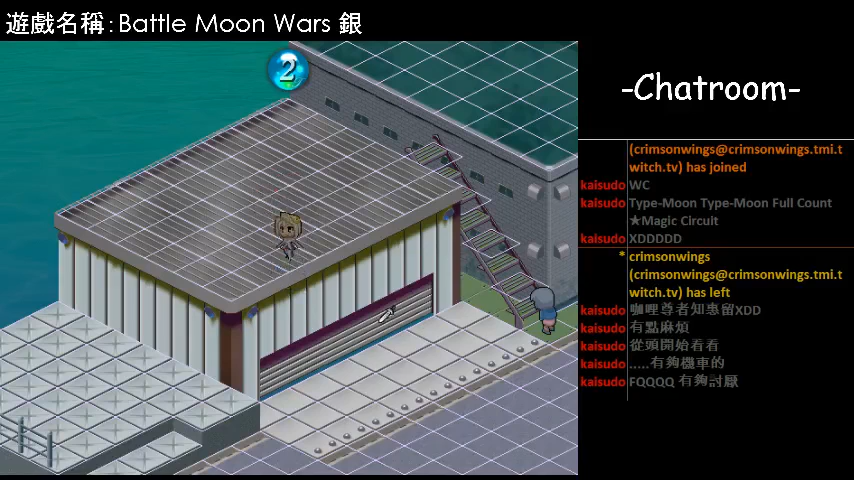 遊戲名稱：Battle Moon Wars 銀
2
-Chatroom-
(crimsonwings@crimsonwings.tmi.t
witch.tv) has joined
kaisudo WC
kaisudo Type-Moon Type-Moon Full Count
★Magic Circuit
kaisudo XDDDDD
* crimsonwings
(crimsonwings@crimsonwings.tmi.t
witch.tv) has left
kaisudo 咖哩尊者知惠留XDD
kaisudo 有點麻煩
kaisudo 從頭開始看看
kaisudo .....有夠機車的
kaisudo FQQQQ 有夠討厭